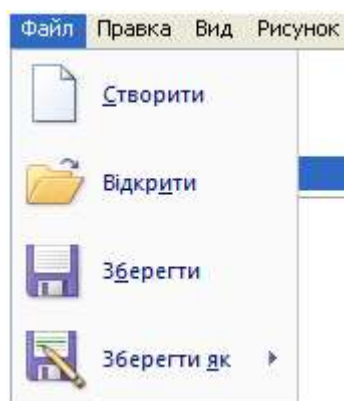 Файл Правка Вид Рисунок
Створити
Відкрити
Зберегти
Зберегти як